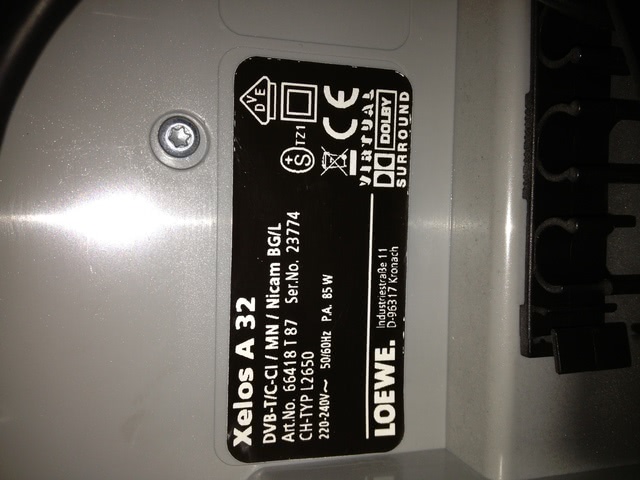 Xelos A 32
DVB-T/C-CI / MN / Nicam BG/L
Art.No. 66418 T 87 Ser.No. 23774
CH-TYP L2650
220-240V~ 50/60Hz P.A. 85 W
LOEWE.
Industriestraße 11
D-96317 Kronach
DVE
S
TZ1
CE
VIRTUAL
DOLBY
SURROUND